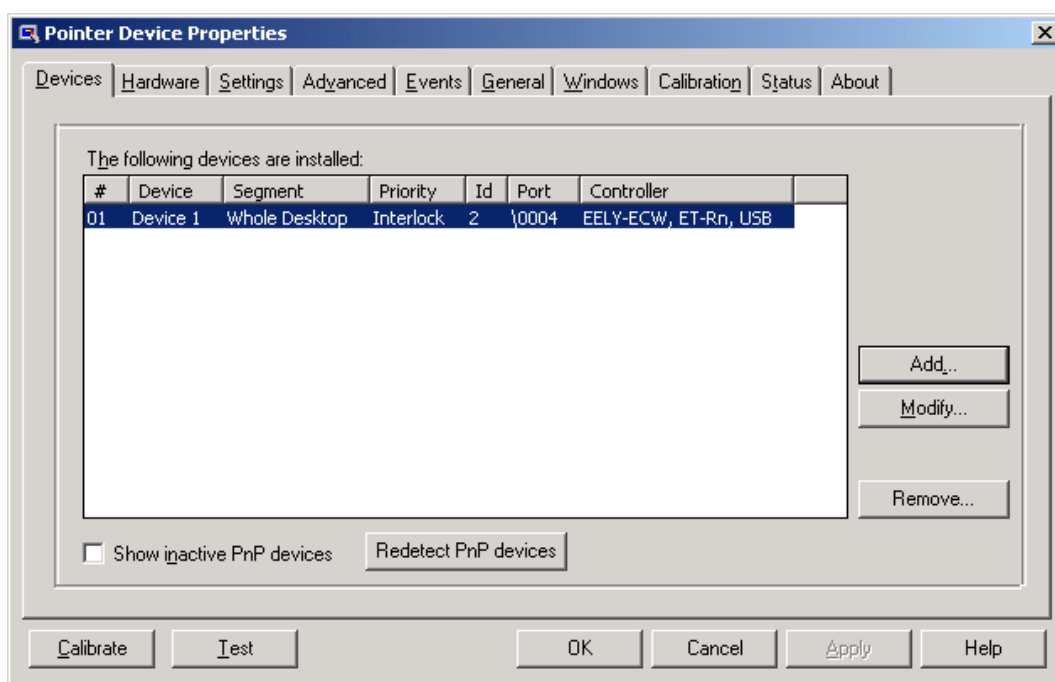 Pointer Device Properties
Devices Hardware Settings Advanced Events General Windows Calibration Status About
The following devices are installed:
# Device Segment Priority Id Port Controller
01 Device 1 Whole Desktop Interlock 2 \0004 EELY-ECW, ET-Rn, USB
Add...
Modify...
Remove...
Show inactive PnP devices Redetect PnP devices
Calibrate Test OK Cancel Apply Help